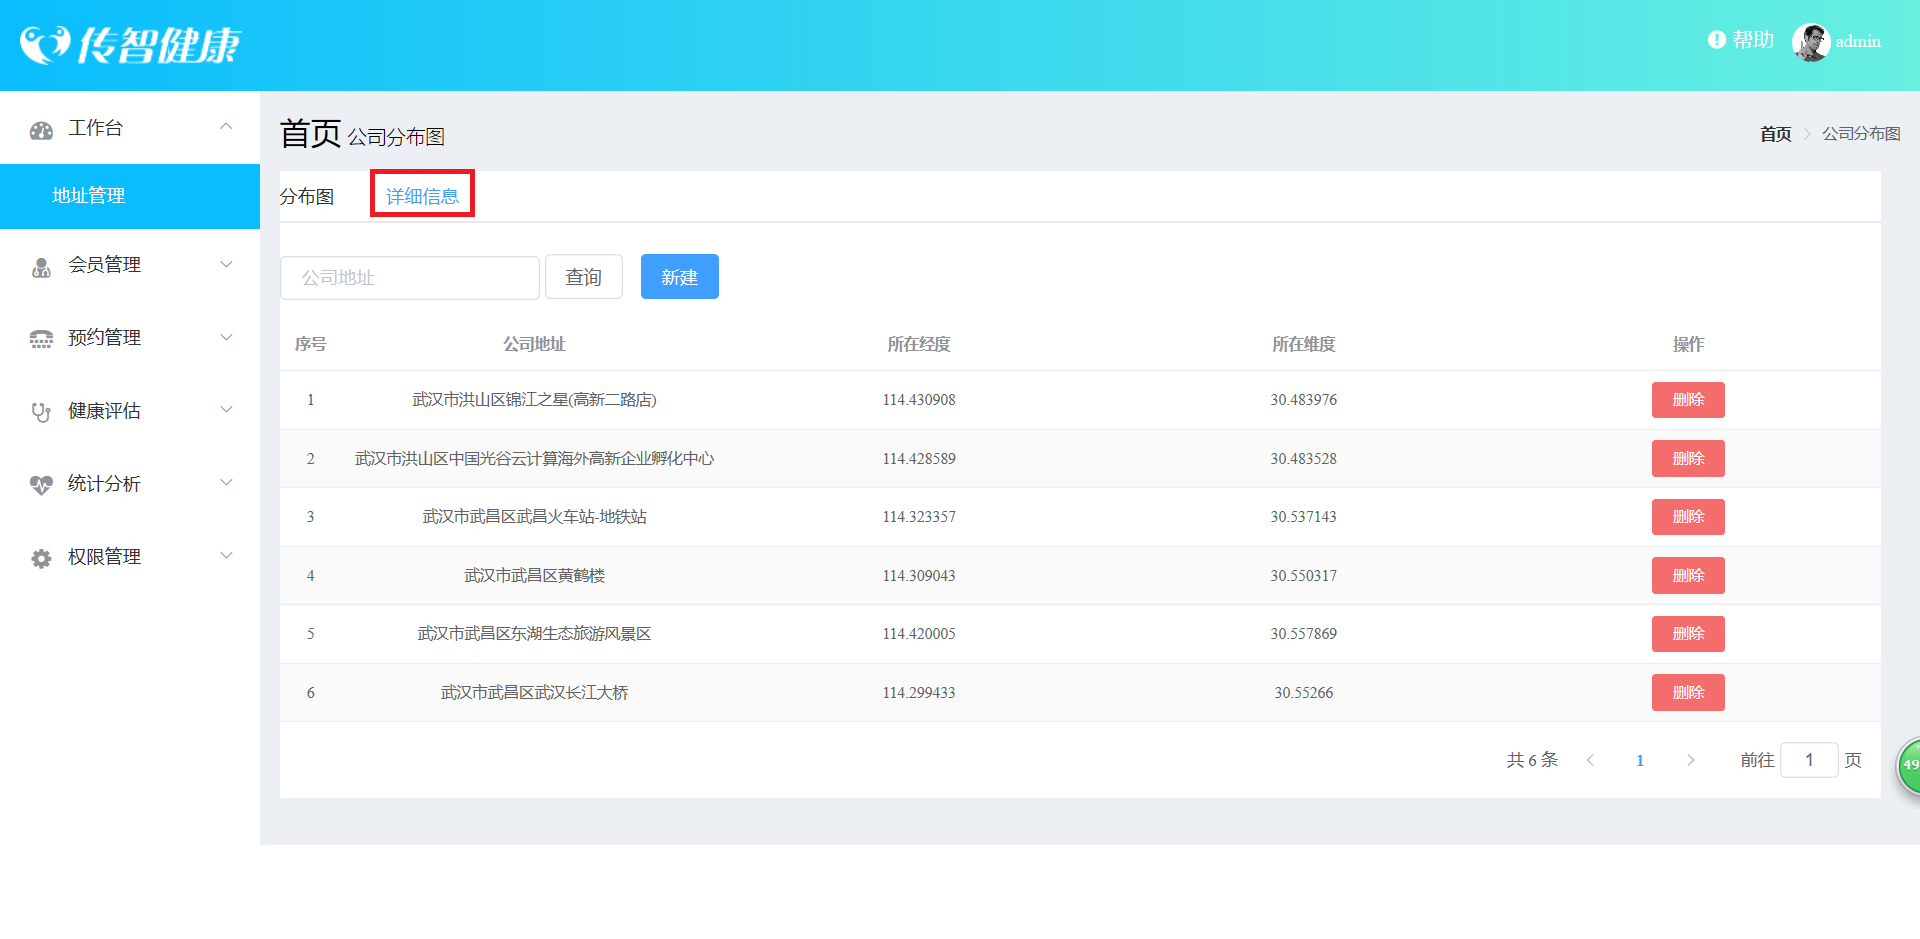 传智健康
帮助 admin
工作台
地址管理
会员管理
预约管理
健康评估
统计分析
权限管理
首页 公司分布图
首页 > 公司分布图
分布图 详细信息
公司地址 查询 新建
序号 公司地址 所在经度 所在维度 操作
1 武汉市洪山区锦江之星(高新二路店) 114.430908 30.483976 删除
2 武汉市洪山区中国光谷云计算海外高新企业孵化中心 114.428589 30.483528 删除
3 武汉市武昌区武昌火车站-地铁站 114.323357 30.537143 删除
4 武汉市武昌区黄鹤楼 114.309043 30.550317 删除
5 武汉市武昌区东湖生态旅游风景区 114.420005 30.557869 删除
6 武汉市武昌区武汉长江大桥 114.299433 30.55266 删除
共 6 条 < 1 > 前往 1 页
49